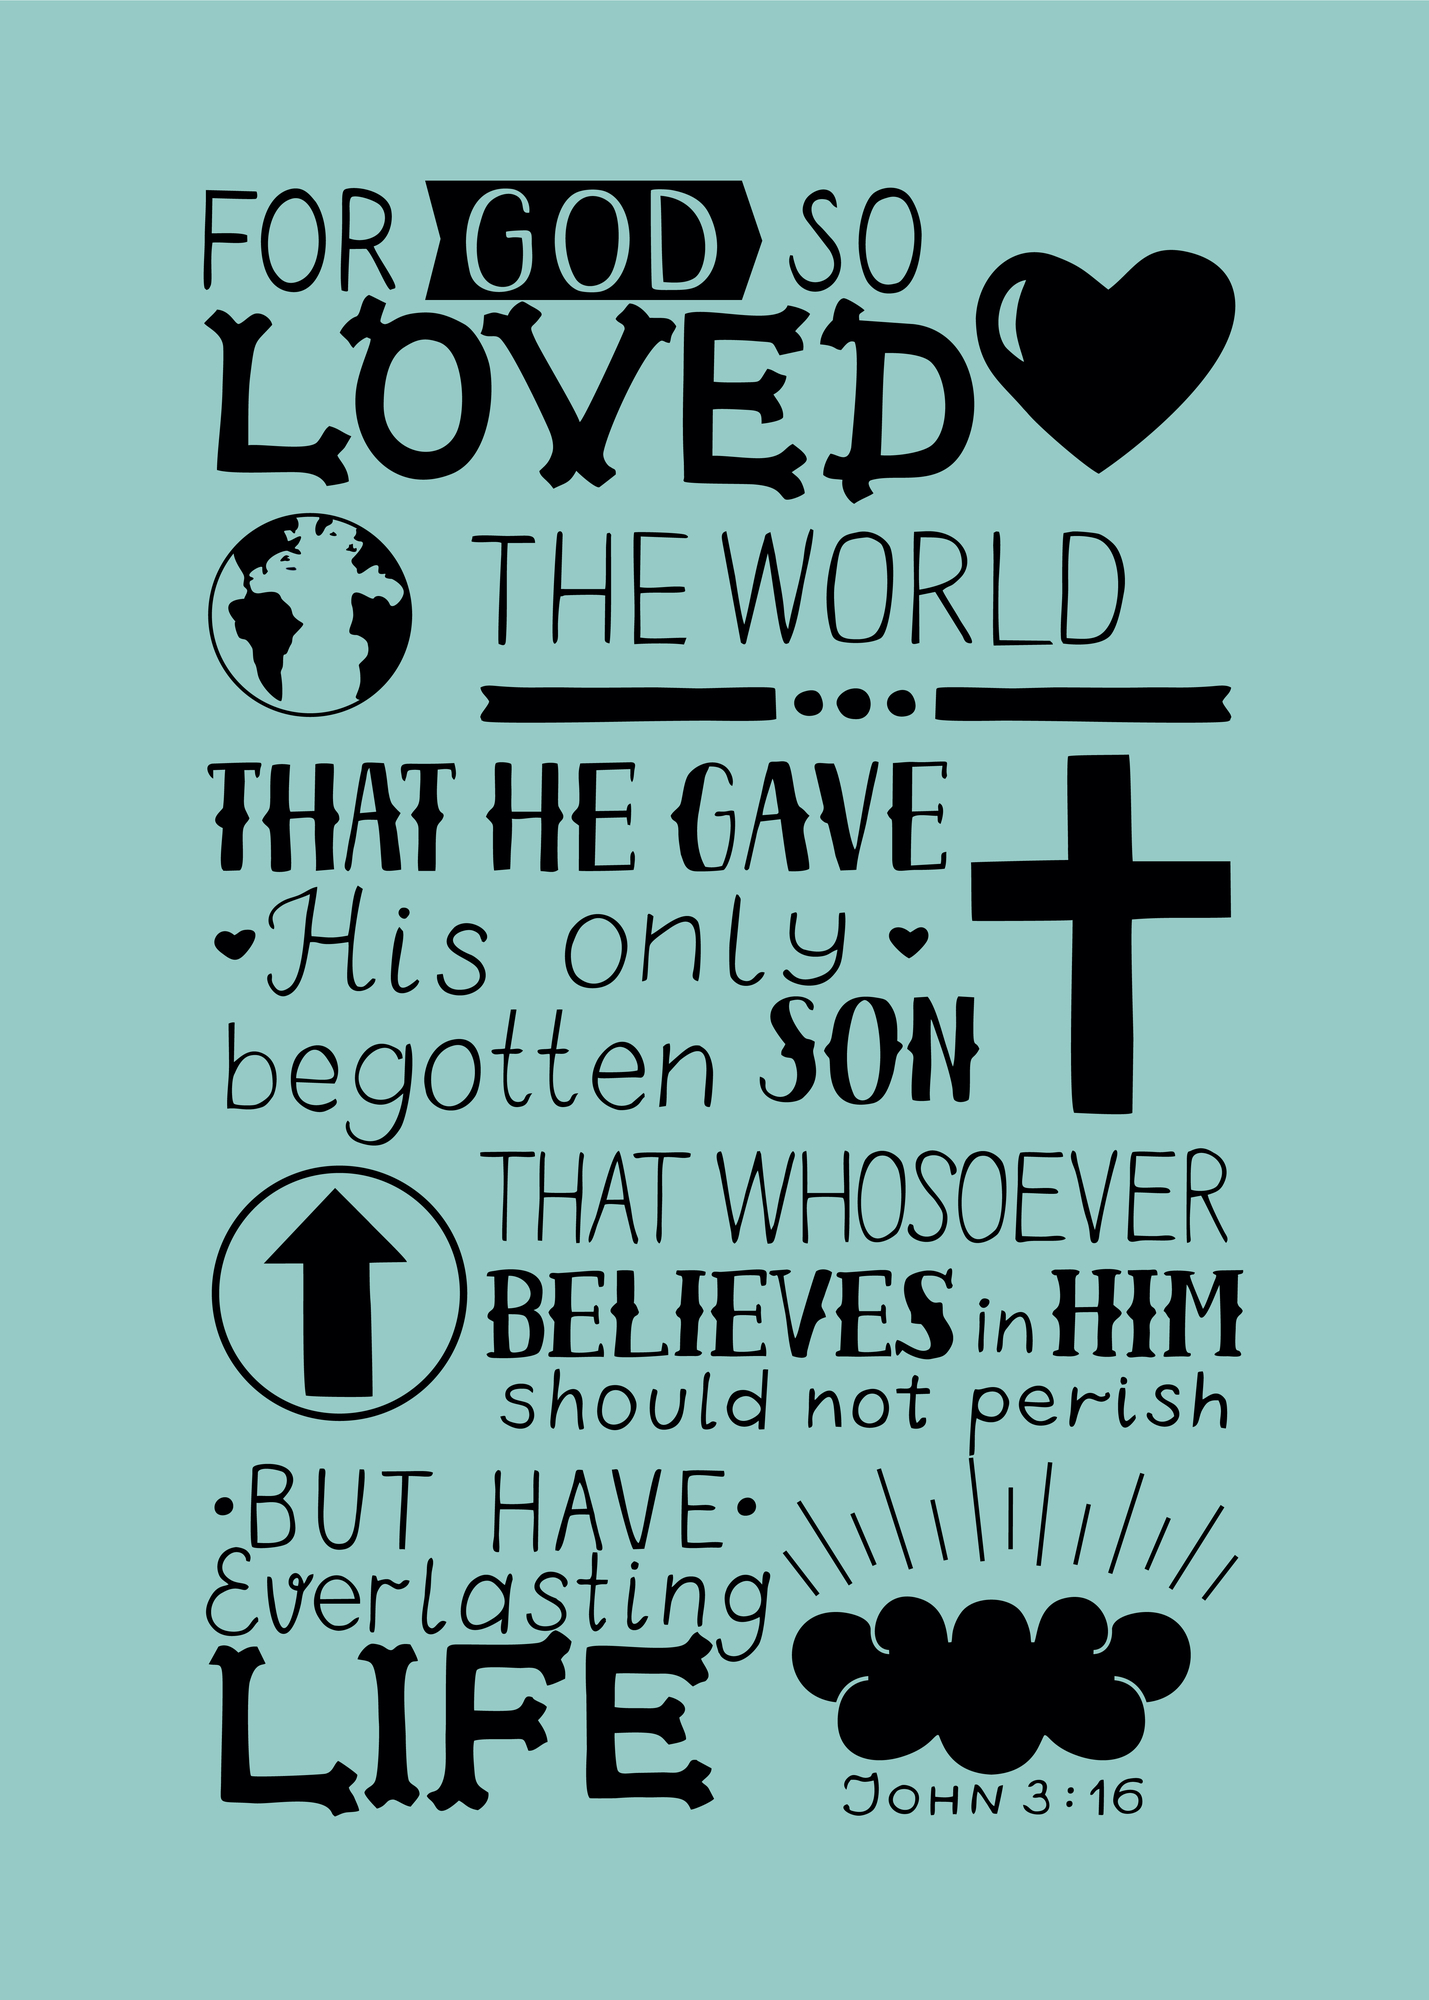 FOR GOD SO
LOVED
THE WORLD
THAT HE GAVE
His only
begotten SON
THAT WHOSOEVER
BELIEVES in HIM
should not perish
BUT HAVE
Everlasting
LIFE
JOHN 3:16